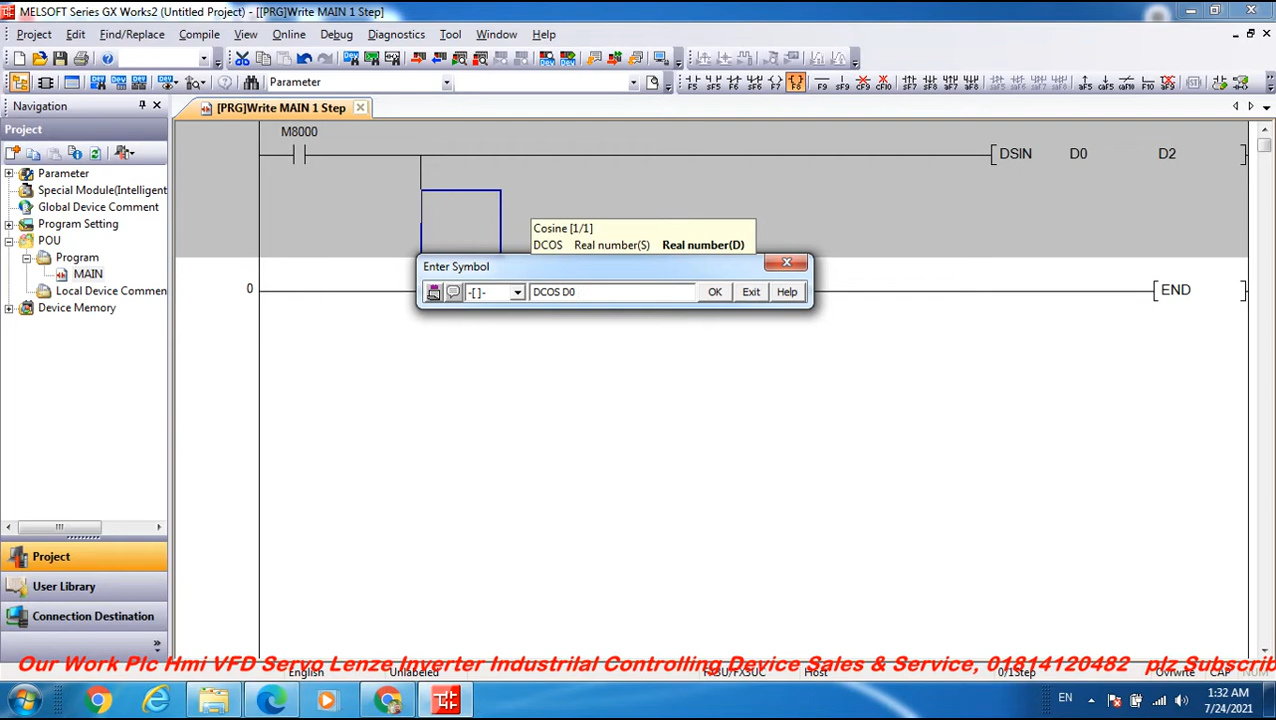 MELSOFT Series GX Works2 (Untitled Project) - [[PRG]Write MAIN 1 Step]
Project Edit Find/Replace Compile View Online Debug Diagnostics Tool Window Help
Parameter
Navigation
[PRG]Write MAIN 1 Step
Project
Parameter
Special Module(Intelligent
Global Device Comment
Program Setting
POU
Program
MAIN
Local Device Commen
Device Memory
M8000
DSIN D0 D2
Cosine [1/1]
DCOS Real number(S) Real number(D)
Enter Symbol
-[ ]- DCOS D0 OK Exit Help
0
END
Project
User Library
Connection Destination
Our Work Plc Hmi VFD Servo Lenze Inverter Industrilal Controlling Device Sales & Service, 01814120482 plz Subscrib
English Unlabeled FX3U/FX3UC Host 0/1Step Ovrwrte CAP NUM
EN
1:32 AM
7/24/2021